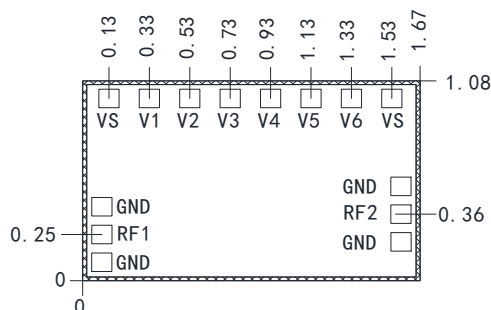 0.13 0.33 0.53 0.73 0.93 1.13 1.33 1.53 1.67
1.08
VS V1 V2 V3 V4 V5 V6 VS
GND
GND
RF2 0.36
0.25 RF1
GND
GND
0
0